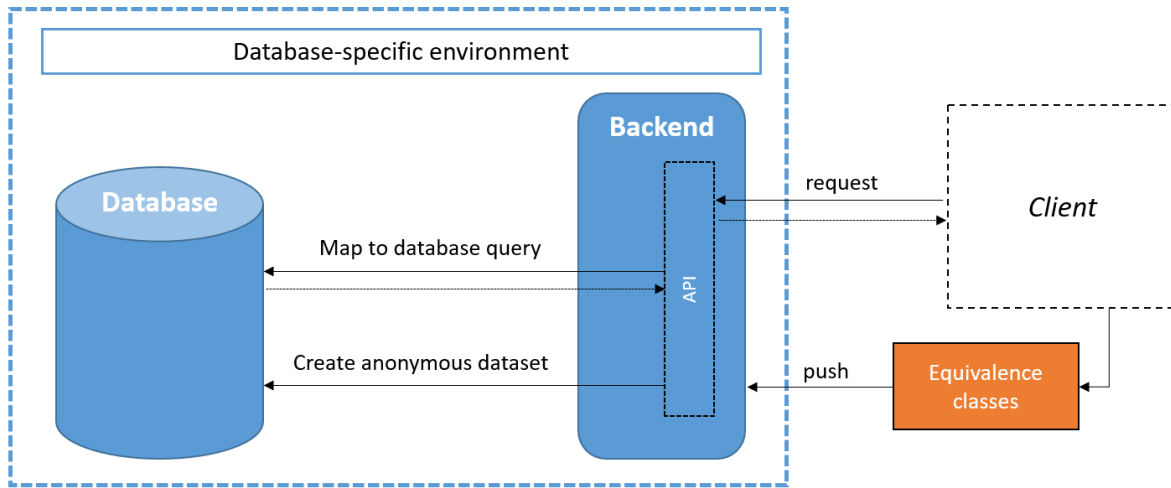 Database-specific environment
Backend
Database
request
Client
Map to database query
API
Create anonymous dataset
push
Equivalence
classes